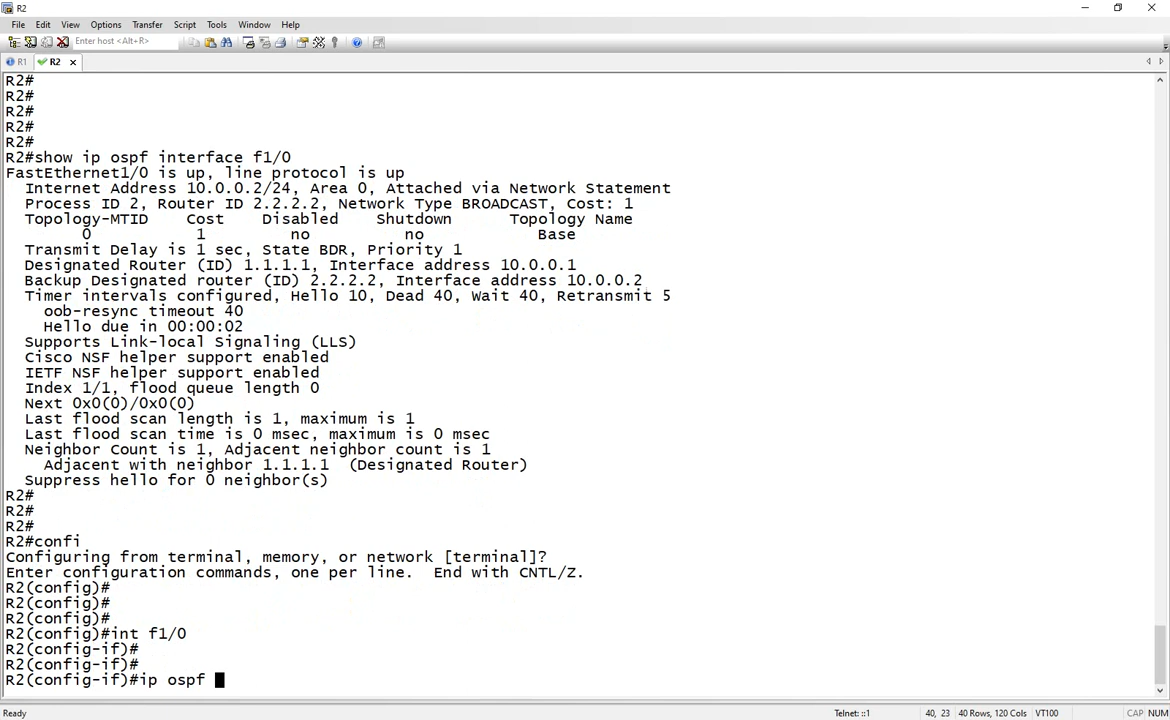 R2
File Edit View Options Transfer Script Tools Window Help
Enter host <Alt+R>
R1 R2
R2#
R2#
R2#
R2#
R2#
R2#show ip ospf interface f1/0
FastEthernet1/0 is up, line protocol is up
Internet Address 10.0.0.2/24, Area 0, Attached via Network Statement
Process ID 2, Router ID 2.2.2.2, Network Type BROADCAST, Cost: 1
Topology-MTID Cost Disabled Shutdown Topology Name
0 1 no no Base
Transmit Delay is 1 sec, State BDR, Priority 1
Designated Router (ID) 1.1.1.1, Interface address 10.0.0.1
Backup Designated router (ID) 2.2.2.2, Interface address 10.0.0.2
Timer intervals configured, Hello 10, Dead 40, Wait 40, Retransmit 5
oob-resync timeout 40
Hello due in 00:00:02
Supports Link-local Signaling (LLS)
Cisco NSF helper support enabled
IETF NSF helper support enabled
Index 1/1, flood queue length 0
Next 0x0(0)/0x0(0)
Last flood scan length is 1, maximum is 1
Last flood scan time is 0 msec, maximum is 0 msec
Neighbor Count is 1, Adjacent neighbor count is 1
Adjacent with neighbor 1.1.1.1 (Designated Router)
Suppress hello for 0 neighbor(s)
R2#
R2#
R2#
R2#confi
Configuring from terminal, memory, or network [terminal]?
Enter configuration commands, one per line. End with CNTL/Z.
R2(config)#
R2(config)#
R2(config)#
R2(config)#int f1/0
R2(config-if)#
R2(config-if)#
R2(config-if)#ip ospf
Ready Telnet: ::1 40, 23 40 Rows, 120 Cols VT100 CAP NUM